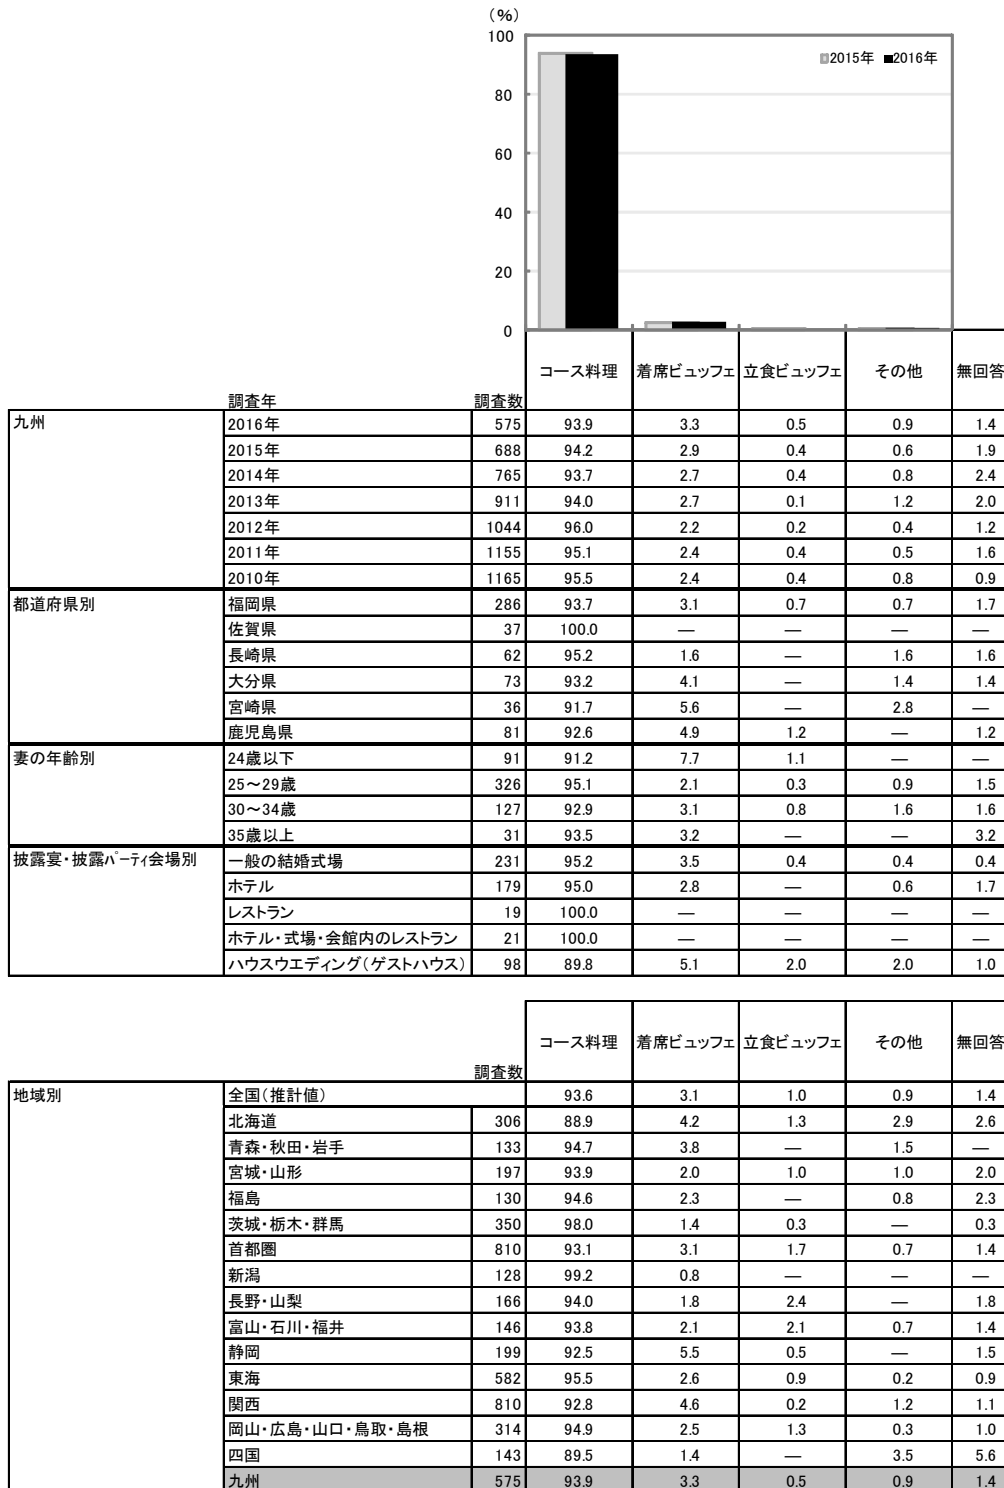 （％）
100
80
60
40
20
0
2015年 2016年
コース料理 着席ビュッフェ 立食ビュッフェ その他 無回答
調査年 調査数
九州 2016年 575 93.9 3.3 0.5 0.9 1.4
2015年 688 94.2 2.9 0.4 0.6 1.9
2014年 765 93.7 2.7 0.4 0.8 2.4
2013年 911 94.0 2.7 0.1 1.2 2.0
2012年 1044 96.0 2.2 0.2 0.4 1.2
2011年 1155 95.1 2.4 0.4 0.5 1.6
2010年 1165 95.5 2.4 0.4 0.8 0.9
都道府県別 福岡県 286 93.7 3.1 0.7 0.7 1.7
佐賀県 37 100.0 ― ― ― ―
長崎県 62 95.2 1.6 ― 1.6 1.6
大分県 73 93.2 4.1 ― 1.4 1.4
宮崎県 36 91.7 5.6 ― 2.8 ―
鹿児島県 81 92.6 4.9 1.2 ― 1.2
妻の年齢別 24歳以下 91 91.2 7.7 1.1 ― ―
25～29歳 326 95.1 2.1 0.3 0.9 1.5
30～34歳 127 92.9 3.1 0.8 1.6 1.6
35歳以上 31 93.5 3.2 ― ― 3.2
披露宴・披露パーティ会場別 一般の結婚式場 231 95.2 3.5 0.4 0.4 0.4
ホテル 179 95.0 2.8 ― 0.6 1.7
レストラン 19 100.0 ― ― ― ―
ホテル・式場・会館内のレストラン 21 100.0 ― ― ― ―
ハウスウエディング（ゲストハウス） 98 89.8 5.1 2.0 2.0 1.0
コース料理 着席ビュッフェ 立食ビュッフェ その他 無回答
調査数
地域別 全国（推計値） 93.6 3.1 1.0 0.9 1.4
北海道 306 88.9 4.2 1.3 2.9 2.6
青森・秋田・岩手 133 94.7 3.8 ― 1.5 ―
宮城・山形 197 93.9 2.0 1.0 1.0 2.0
福島 130 94.6 2.3 ― 0.8 2.3
茨城・栃木・群馬 350 98.0 1.4 0.3 ― 0.3
首都圏 810 93.1 3.1 1.7 0.7 1.4
新潟 128 99.2 0.8 ― ― ―
長野・山梨 166 94.0 1.8 2.4 ― 1.8
富山・石川・福井 146 93.8 2.1 2.1 0.7 1.4
静岡 199 92.5 5.5 0.5 ― 1.5
東海 582 95.5 2.6 0.9 0.2 0.9
関西 810 92.8 4.6 0.2 1.2 1.1
岡山・広島・山口・鳥取・島根 314 94.9 2.5 1.3 0.3 1.0
四国 143 89.5 1.4 ― 3.5 5.6
九州 575 93.9 3.3 0.5 0.9 1.4